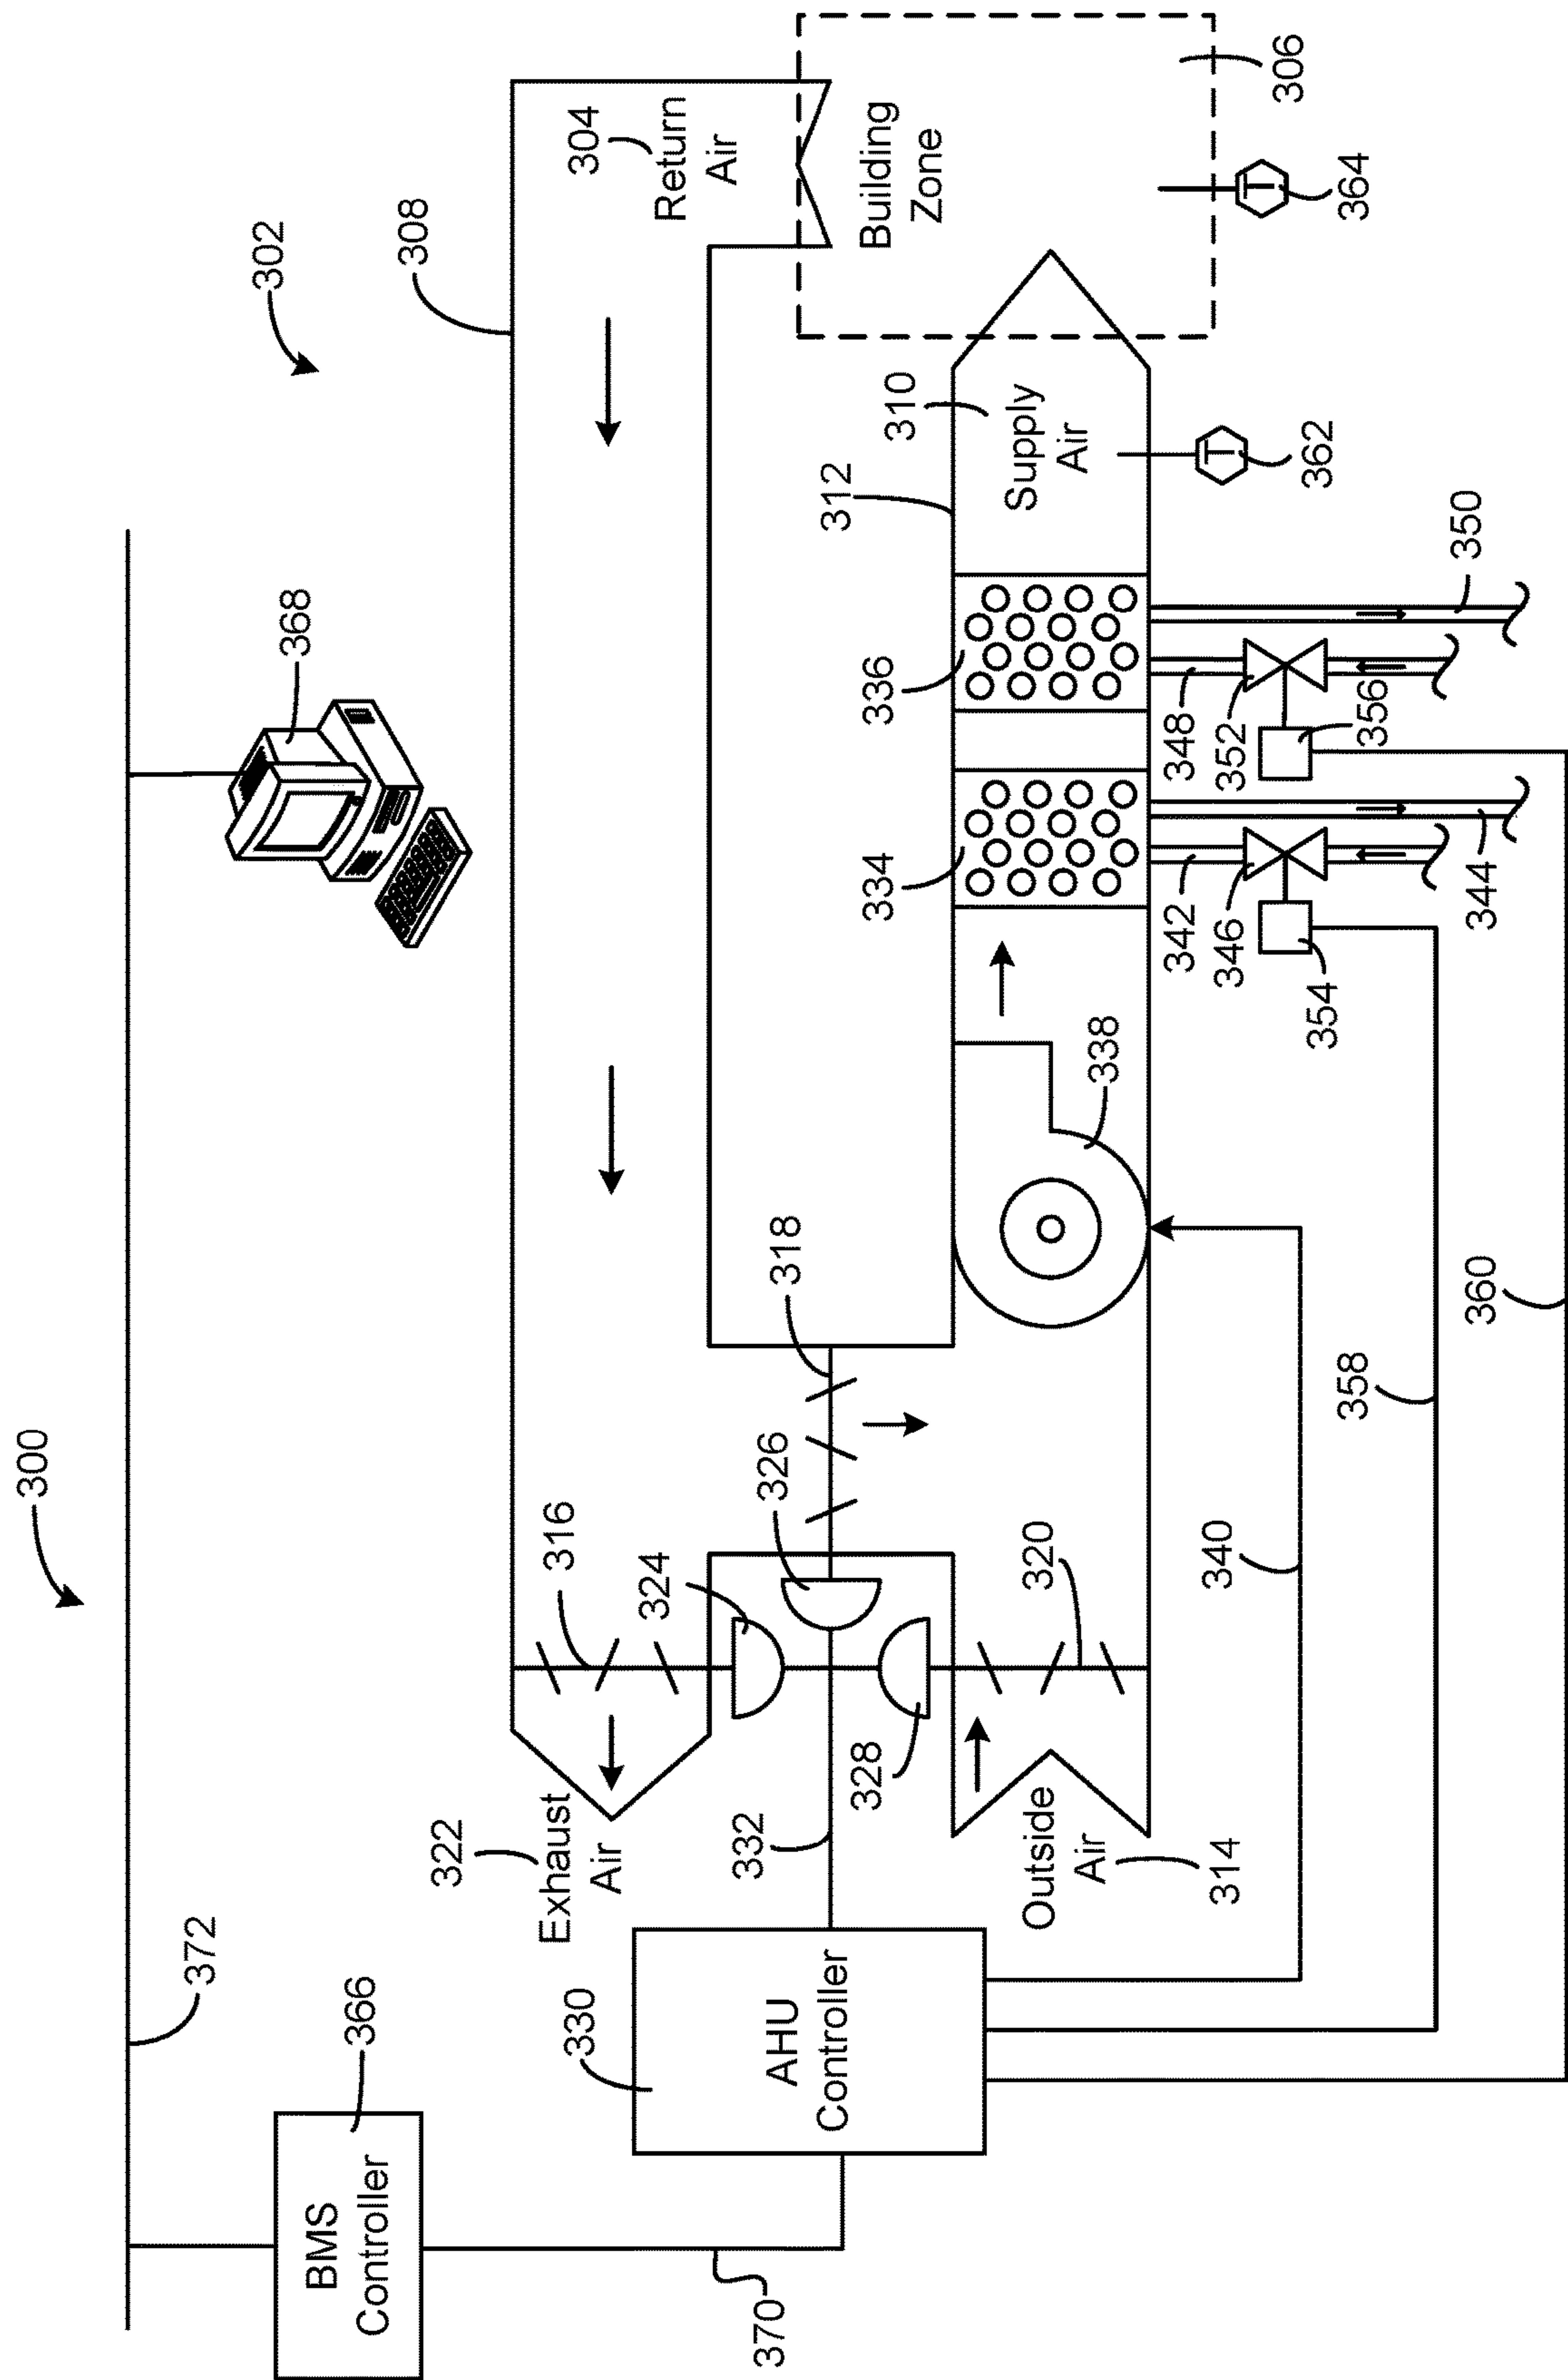 300
372
366
BMS
Controller
370
368
302
308
304
Return
Air
Building
Zone
306
364
322
Exhaust
Air
316
324
326
318
330
AHU
Controller
332
328
Outside
Air
314
320
338
334
336
312
310
Supply
Air
362
T
T
342
346
354
344
348
352
356
350
340
358
360